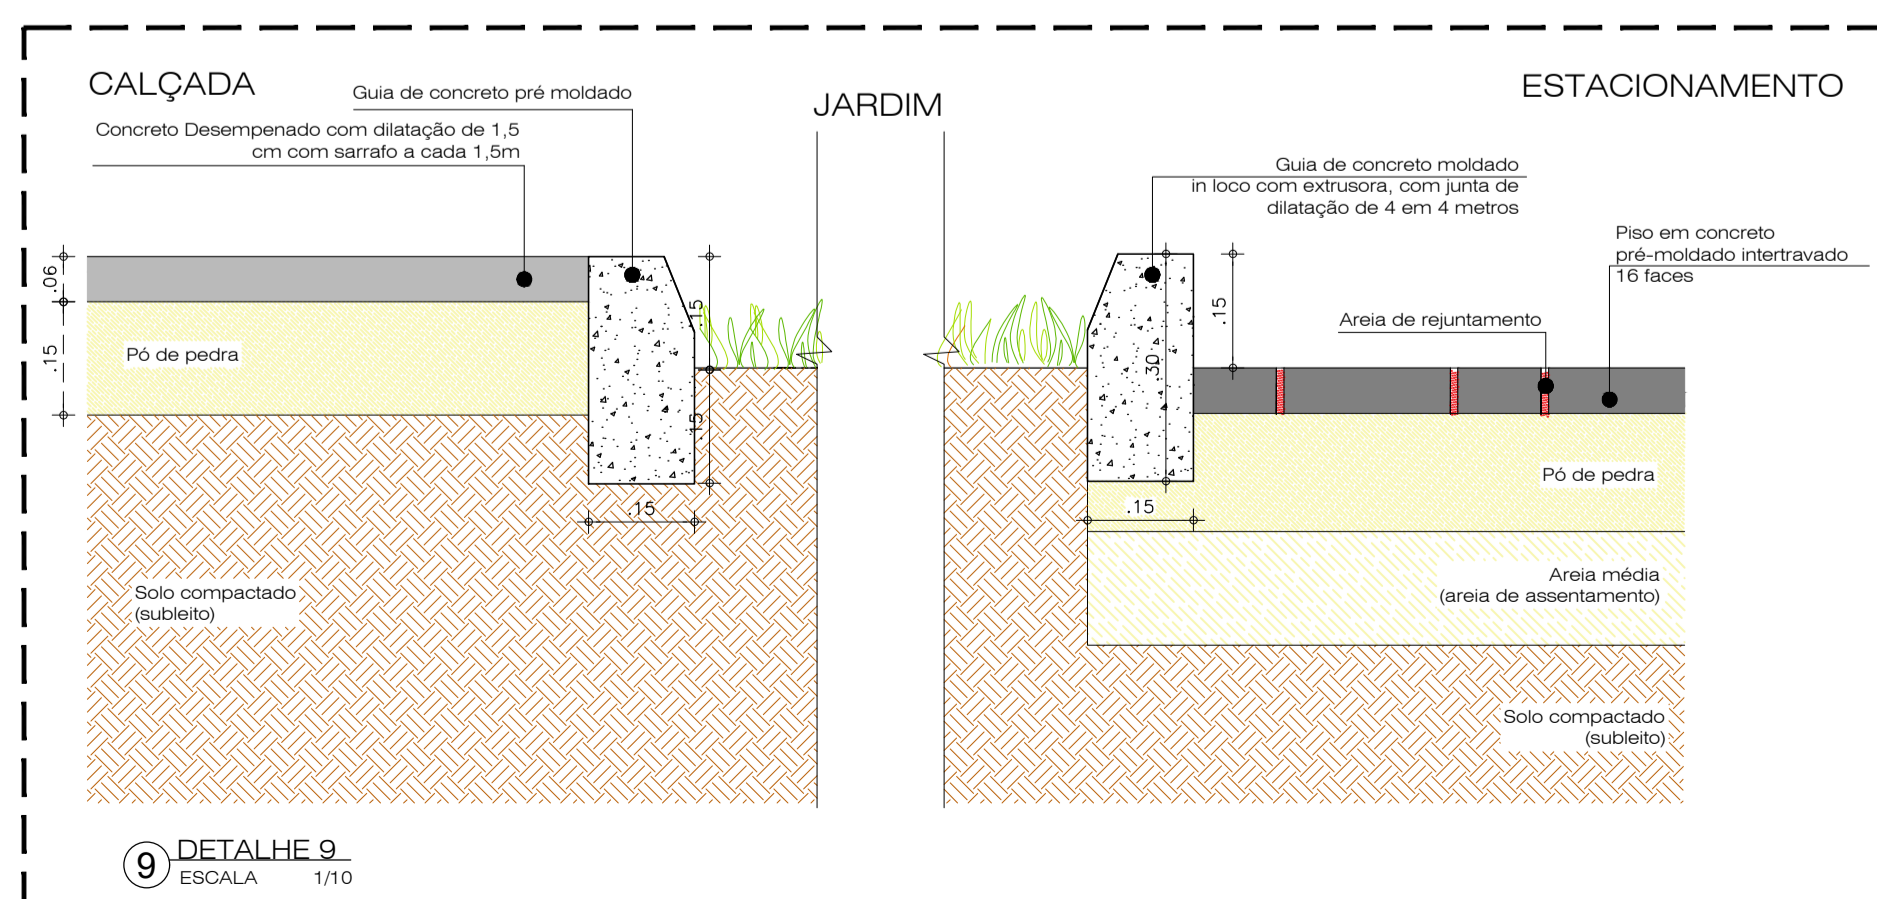 CALÇADA
Guia de concreto pré moldado
JARDIM
ESTACIONAMENTO
Concreto Desempenado com dilatação de 1,5
cm com sarrafo a cada 1,5m
Guia de concreto moldado
in loco com extrusora, com junta de
dilatação de 4 em 4 metros
Piso em concreto
pré-moldado intertravado
16 faces
Areia de rejuntamento
.06
.15
.15
.15
.15
.30
.15
.15
Pó de pedra
Pó de pedra
Areia média
(areia de assentamento)
Solo compactado
(subleito)
Solo compactado
(subleito)
9
DETALHE 9
ESCALA 1/10